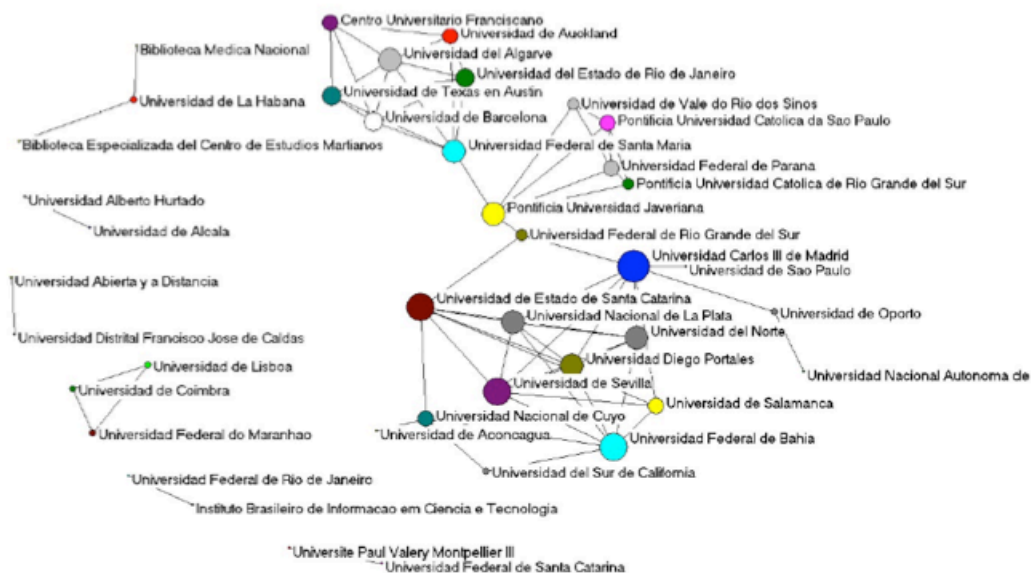 Centro Universitario Franciscano
Universidad de Auckland
Biblioteca Medica Nacional
Universidad del Algarve
Universidad del Estado de Rio de Janeiro
Universidad de Texas en Austin
Universidad de La Habana
Universidad de Vale do Rio dos Sinos
Universidad de Barcelona
Pontificia Universidad Catolica da Sao Paulo
Biblioteca Especializada del Centro de Estudios Martianos
Universidad Federal de Santa Maria
Universidad Federal de Parana
Pontificia Universidad Catolica de Rio Grande del Sur
Universidad Alberto Hurtado
Pontificia Universidad Javeriana
Universidad de Alcala
Universidad Federal de Rio Grande del Sur
Universidad Carlos III de Madrid
Universidad de Sao Paulo
Universidad Abierta y a Distancia
Universidad de Estado de Santa Catarina
Universidad Nacional de La Plata
Universidad de Oporto
Universidad Distrital Francisco Jose de Caldas
Universidad del Norte
Universidad Diego Portales
Universidad de Lisboa
Universidad Nacional Autonoma de
Universidad de Coimbra
Universidad de Sevilla
Universidad de Salamanca
Universidad Nacional de Cuyo
Universidad Federal do Maranhao
Universidad de Aconcagua
Universidad Federal de Bahia
Universidad del Sur de California
Universidad Federal de Rio de Janeiro
Instituto Brasileiro de Informacao em Ciencia e Tecnologia
Universite Paul Valery Montpellier III
Universidad Federal de Santa Catarina